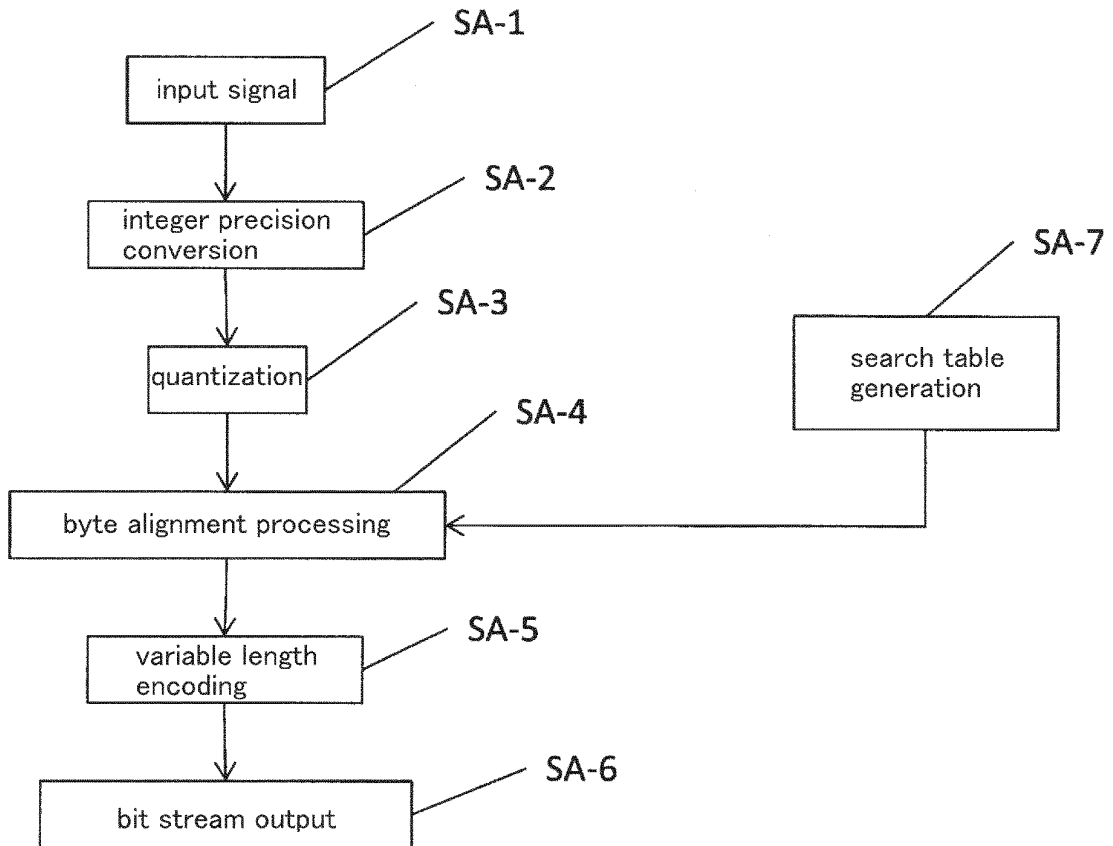 SA-1
input signal
SA-2
integer precision
conversion
SA-7
SA-3
search table
generation
quantization
SA-4
byte alignment processing
SA-5
variable length
encoding
SA-6
bit stream output